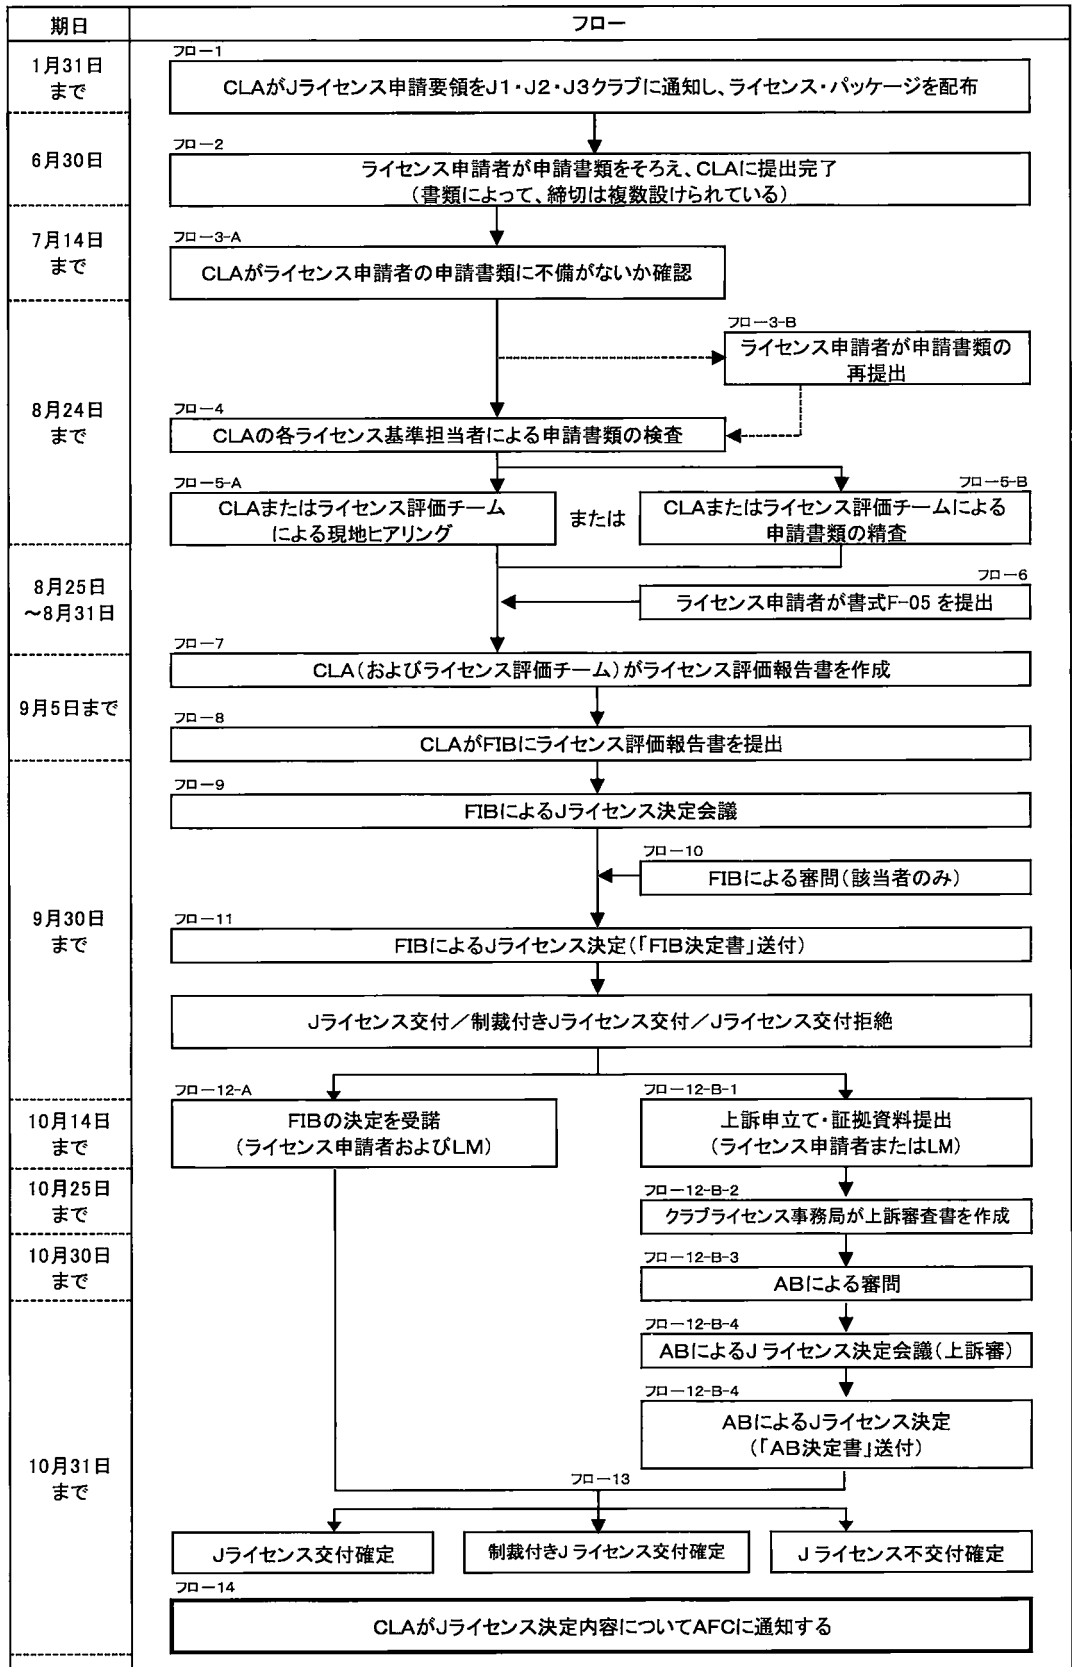 期日
フロー
1月31日
まで
フロー1
CLAがJライセンス申請要領をJ1・J2・J3クラブに通知し、ライセンス・パッケージを配布
6月30日
フロー2
ライセンス申請者が申請書類をそろえ、CLAに提出完了
(書類によって、締切は複数設けられている)
7月14日
まで
フロー3-A
CLAがライセンス申請者の申請書類に不備がないか確認
フロー3-B
ライセンス申請者が申請書類の
再提出
8月24日
まで
フロー4
CLAの各ライセンス基準担当者による申請書類の検査
フロー5-A
CLAまたはライセンス評価チーム
による現地ヒアリング
または
フロー5-B
CLAまたはライセンス評価チームによる
申請書類の精査
8月25日
~8月31日
フロー6
ライセンス申請者が書式F-05を提出
フロー7
CLA(およびライセンス評価チーム)がライセンス評価報告書を作成
9月5日まで
フロー8
CLAがFIBにライセンス評価報告書を提出
フロー9
FIBによるJライセンス決定会議
フロー10
FIBによる審問(該当者のみ)
9月30日
まで
フロー11
FIBによるJライセンス決定(「FIB決定書」送付)
Jライセンス交付/制裁付きJライセンス交付/Jライセンス交付拒絶
フロー12-A
FIBの決定を受諾
(ライセンス申請者およびLM)
フロー12-B-1
上訴申立て・証拠資料提出
(ライセンス申請者またはLM)
10月14日
まで
10月25日
まで
フロー12-B-2
クラブライセンス事務局が上訴審査書を作成
10月30日
まで
フロー12-B-3
ABによる審問
フロー12-B-4
ABによるJライセンス決定会議(上訴審)
フロー12-B-4
ABによるJライセンス決定
(「AB決定書」送付)
10月31日
まで
フロー13
Jライセンス交付確定
制裁付きJライセンス交付確定
Jライセンス不交付確定
フロー14
CLAがJライセンス決定内容についてAFCに通知する